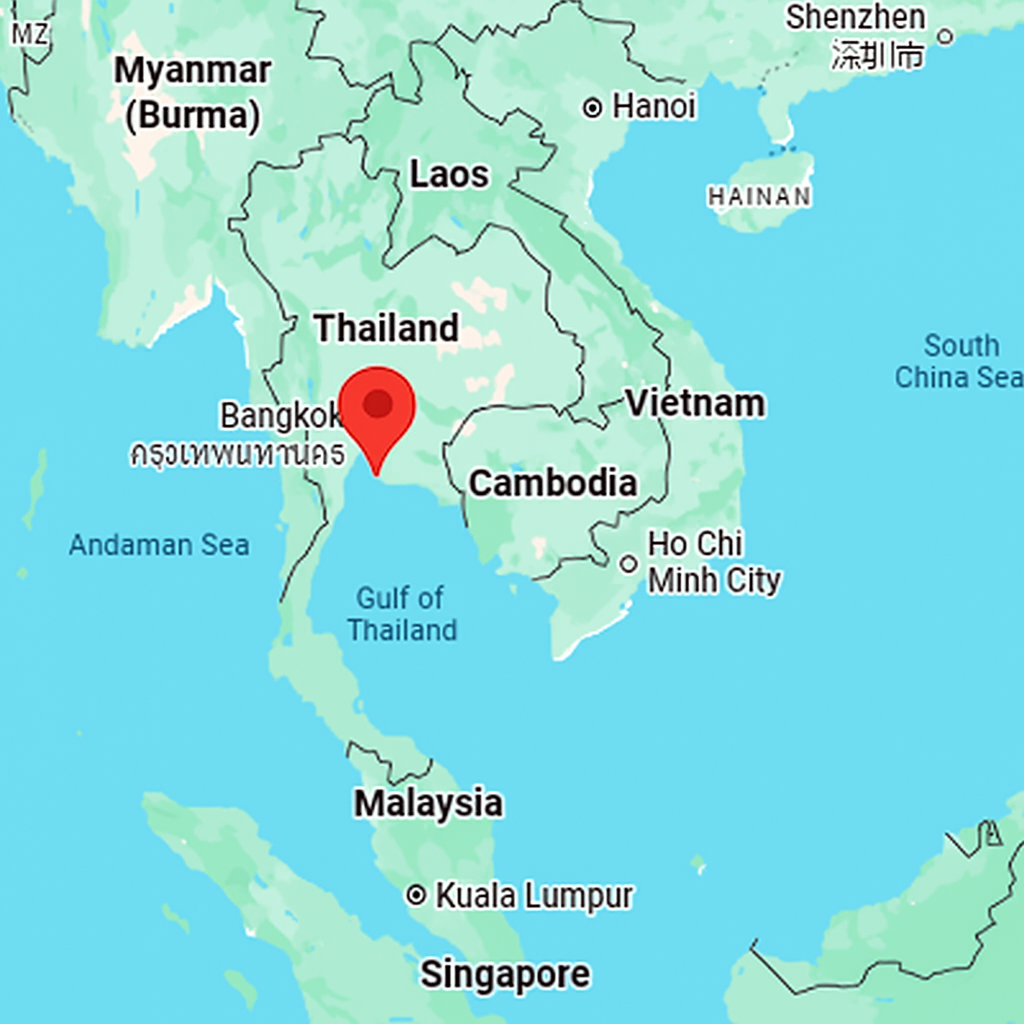 MZ
Shenzhen
深圳市
Myanmar
(Burma)
Hanoi
Laos
HAINAN
Thailand
South
China Sea
Bangkok
กรุงเทพมหานคร
Vietnam
Cambodia
Andaman Sea
Ho Chi
Minh City
Gulf of
Thailand
Malaysia
Kuala Lumpur
Singapore